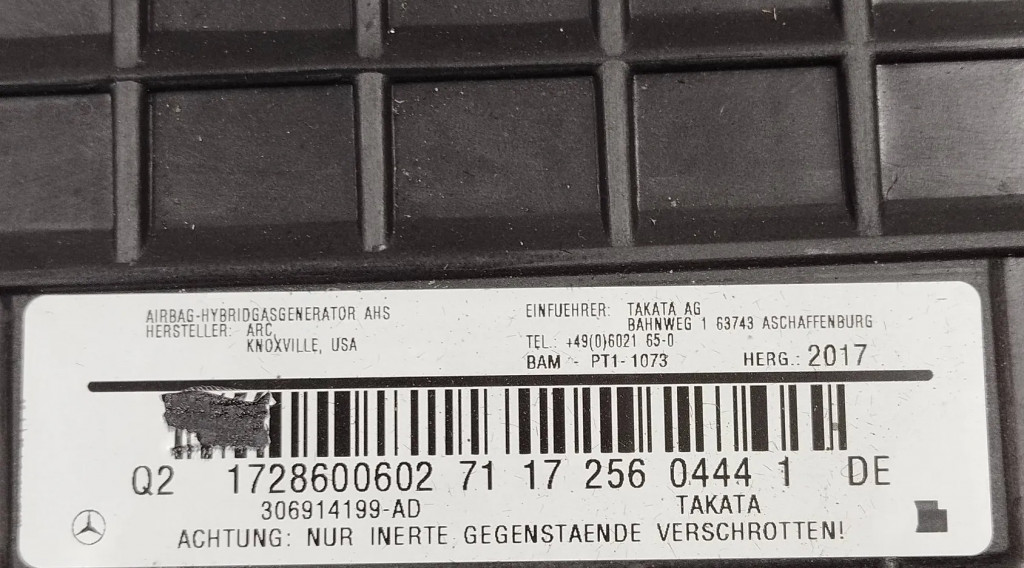 AIRBAG-HYBRIDGASGENERATOR AHS
HERSTELLER: ARC,
KNOXVILLE, USA
EINFUEHRER: TAKATA AG
BAHNWEG 1 63743 ASCHAFFENBURG
TEL.: +49(0)6021 65-0
BAM - PT1-1073 HERG.: 2017
Q2 1728600602 71 17 256 0444 1 DE
306914199-AD TAKATA
ACHTUNG: NUR INERTE GEGENSTAENDE VERSCHROTTEN!